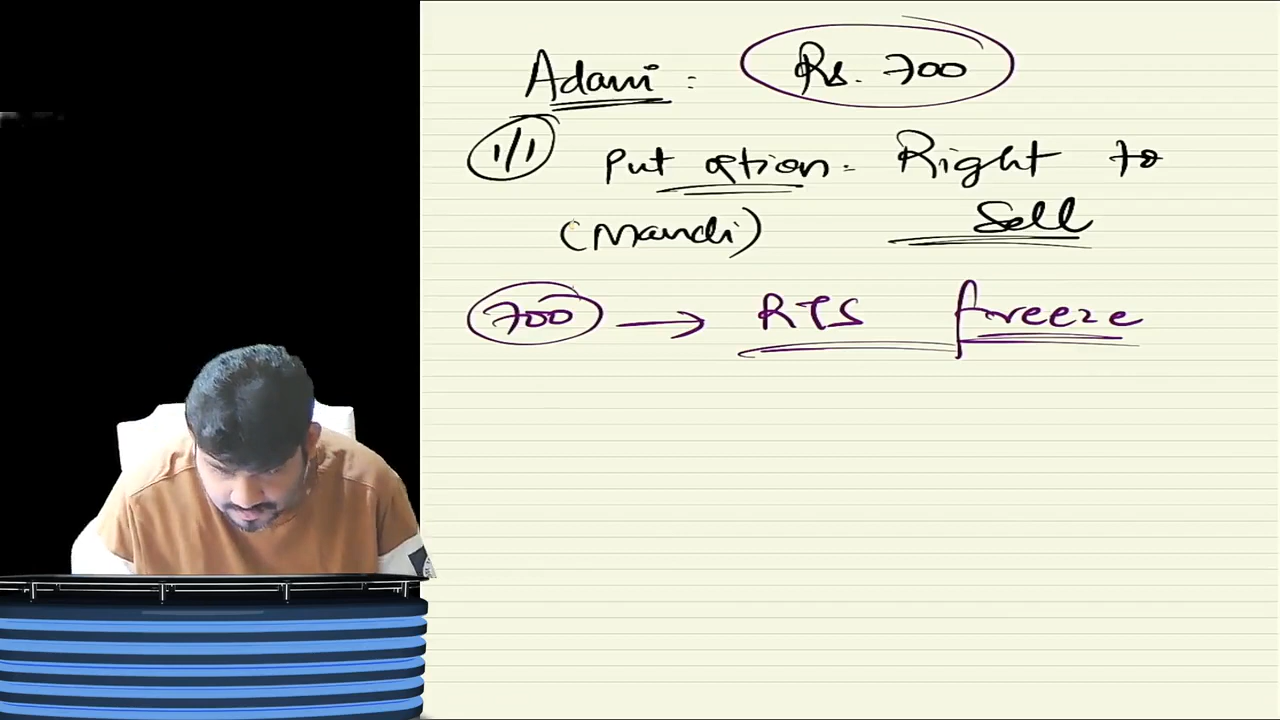 Adani : Rs. 700
1/1 Put option = Right to
(Mandi) Sell
700 → RTS freeze